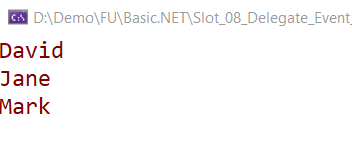 D:\Demo\FU\Basic.NET\Slot_08_Delegate_Event_
David
Jane
Mark